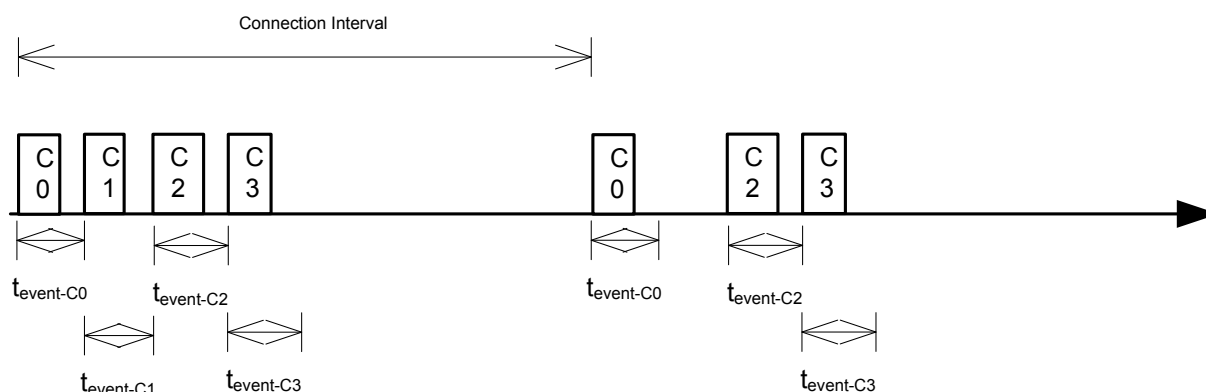 Connection Interval
C
0
C
1
C
2
C
3
C
0
C
2
C
3
tevent-C0
tevent-C2
tevent-C0
tevent-C2
tevent-C1
tevent-C3
tevent-C3